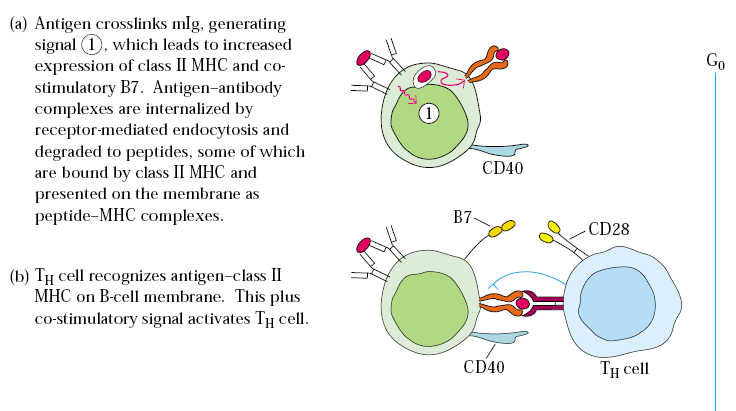 (a) Antigen crosslinks mIg, generating
signal ①, which leads to increased
expression of class II MHC and co-
stimulatory B7. Antigen–antibody
complexes are internalized by
receptor-mediated endocytosis and
degraded to peptides, some of which
are bound by class II MHC and
presented on the membrane as
peptide–MHC complexes.
1
CD40
G0
(b) TH cell recognizes antigen–class II
MHC on B-cell membrane. This plus
co-stimulatory signal activates TH cell.
B7
CD28
CD40
TH cell